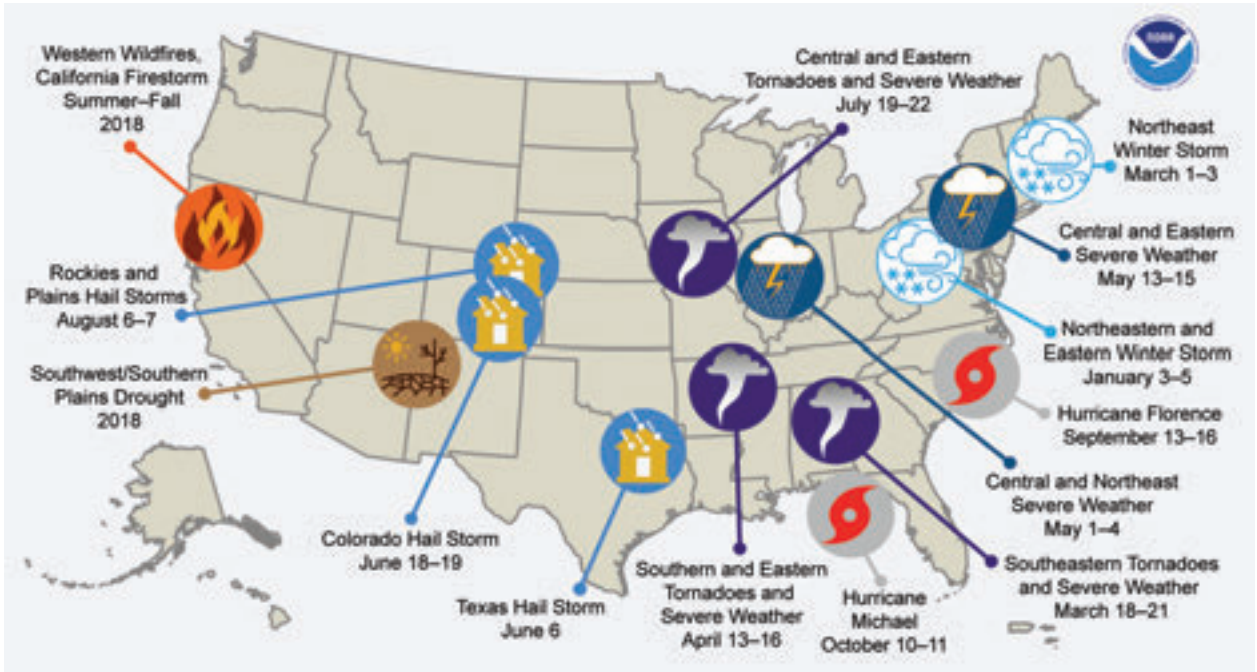 Western Wildfires,
California Firestorm
Summer–Fall
2018
Central and Eastern
Tornadoes and Severe Weather
July 19–22
noaa
Northeast
Winter Storm
March 1–3
Central and Eastern
Severe Weather
May 13–15
Rockies and
Plains Hail Storms
August 6–7
Northeastern and
Eastern Winter Storm
January 3–5
Southwest/Southern
Plains Drought
2018
Hurricane Florence
September 13–16
Central and Northeast
Severe Weather
May 1–4
Colorado Hail Storm
June 18–19
Texas Hail Storm
June 6
Southern and Eastern
Tornadoes and
Severe Weather
April 13–16
Hurricane
Michael
October 10–11
Southeastern Tornadoes
and Severe Weather
March 18–21